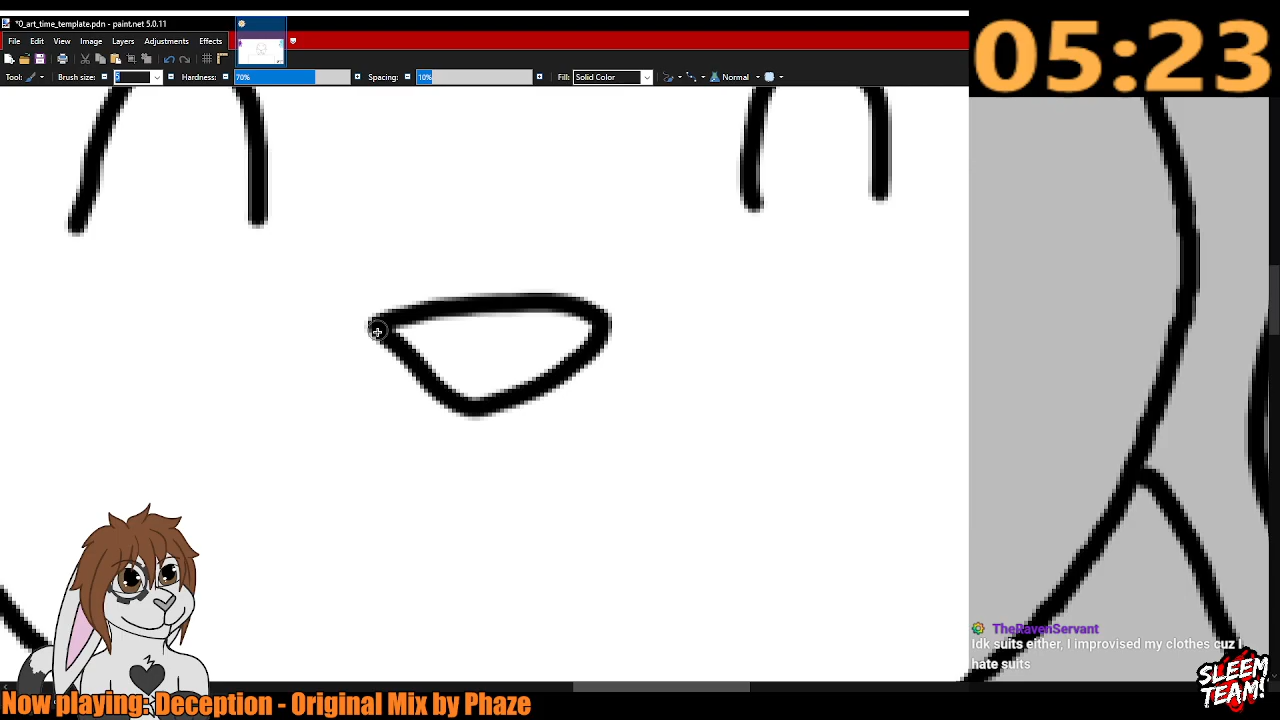 *0_art_time_template.pdn - paint.net 5.0.11
05:23
File Edit View Image Layers Adjustments Effects
Tool: Brush size: 5 Hardness: 70% Spacing: 10% Fill: Solid Color Normal
TheRavenServant
Idk suits either, I improvised my clothes cuz i
hate suits
SLEEM
TEAM!
Now playing: Deception - Original Mix by Phaze